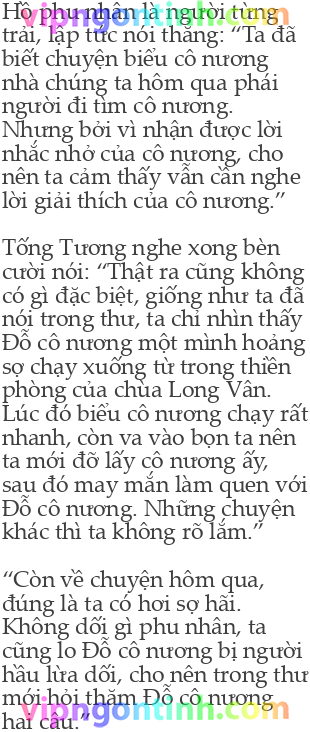 Hồ phu nhân là người từng
trải, lập tức nói thẳng: “Ta đã
biết chuyện biểu cô nương
nhà chúng ta hôm qua phái
người đi tìm cô nương.
Nhưng bởi vì nhận được lời
nhắc nhở của cô nương, cho
nên ta cảm thấy vẫn cần nghe
lời giải thích của cô nương.”
Tống Tương nghe xong bèn
cười nói: “Thật ra cũng không
có gì đặc biệt, giống như ta đã
nói trong thư, ta chỉ nhìn thấy
Đỗ cô nương một mình hoảng
sợ chạy xuống từ trong thiền
phòng của chùa Long Vân.
Lúc đó biểu cô nương chạy rất
nhanh, còn va vào bọn ta nên
ta mới đỡ lấy cô nương ấy,
sau đó may mắn làm quen với
Đỗ cô nương. Những chuyện
khác thì ta không rõ lắm.”
“Còn về chuyện hôm qua,
đúng là ta có hơi sợ hãi.
Không dối gì phu nhân, ta
cũng lo Đỗ cô nương bị người
hầu lừa dối, cho nên trong thư
mới hỏi thăm Đỗ cô nương
hai câu.”
vipngontinh.com
vipngontinh.com